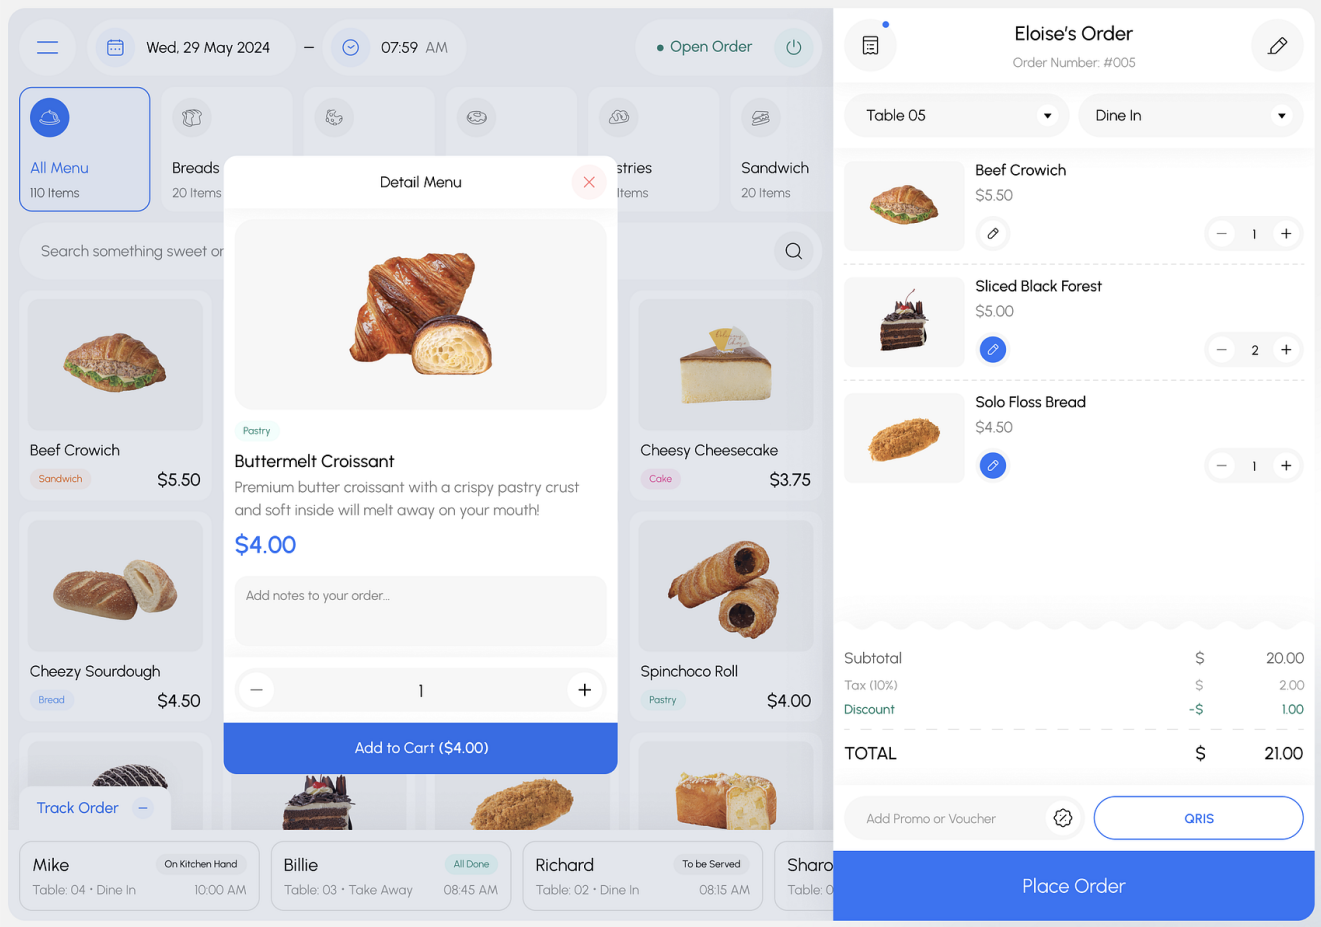 Wed, 29 May 2024
–
07:59 AM
Open Order
All Menu
110 Items
Breads
20 Items
stries
tems
Sandwich
20 Items
Search something sweet or
Beef Crowich
Sandwich
$5.50
Cheesy Cheesecake
Cake
$3.75
Cheezy Sourdough
Bread
$4.50
Spinchoco Roll
Pastry
$4.00
Detail Menu
Pastry
Buttermelt Croissant
Premium butter croissant with a crispy pastry crust
and soft inside will melt away on your mouth!
$4.00
Add notes to your order...
1
Add to Cart ($4.00)
Track Order
Mike
On Kitchen Hand
Table: 04 • Dine In
10:00 AM
Billie
All Done
Table: 03 • Take Away
08:45 AM
Richard
To be Served
Table: 02 • Dine In
08:15 AM
Sharo
Table: 0
Eloise’s Order
Order Number: #005
Table 05
Dine In
Beef Crowich
$5.50
1
Sliced Black Forest
$5.00
2
Solo Floss Bread
$4.50
1
Subtotal $ 20.00
Tax (10%) $ 2.00
Discount -$ 1.00
TOTAL $ 21.00
Add Promo or Voucher
QRIS
Place Order